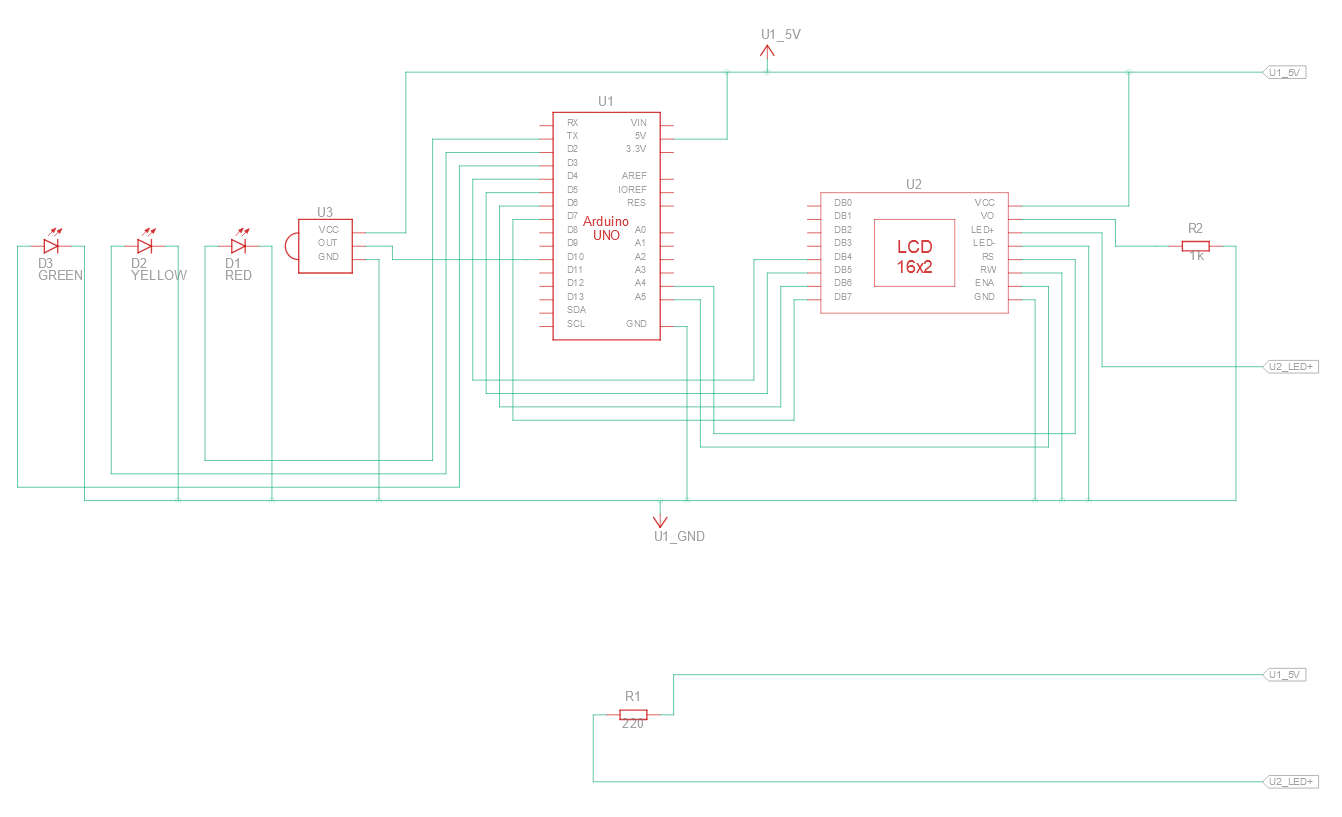 U1_5V
U1_5V
U1
RX
TX
D2
D3
D4
D5
D6
D7
D8
D9
D10
D11
D12
D13
SDA
SCL
VIN
5V
3.3V
AREF
IOREF
RES
A0
A1
A2
A3
A4
A5
GND
Arduino
UNO
U2
DB0
DB1
DB2
DB3
DB4
DB5
DB6
DB7
LCD
16x2
VCC
VO
LED+
LED-
RS
RW
ENA
GND
R2
1k
U3
VCC
OUT
GND
D3
GREEN
D2
YELLOW
D1
RED
U2_LED+
U1_GND
U1_5V
R1
220
U2_LED+